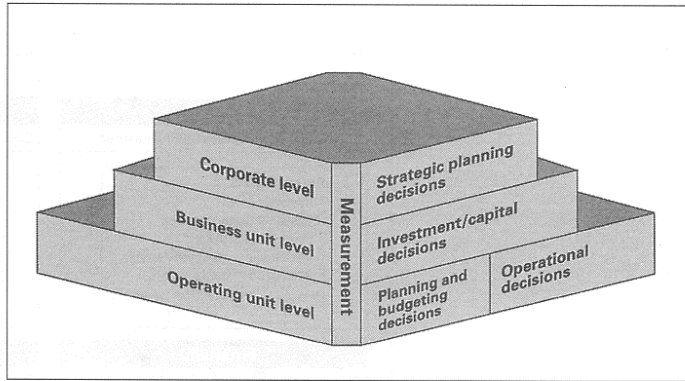 Corporate level
Strategic planning
decisions
Measurement
Business unit level
Investment/capital
decisions
Operating unit level
Planning and
budgeting
decisions
Operational
decisions